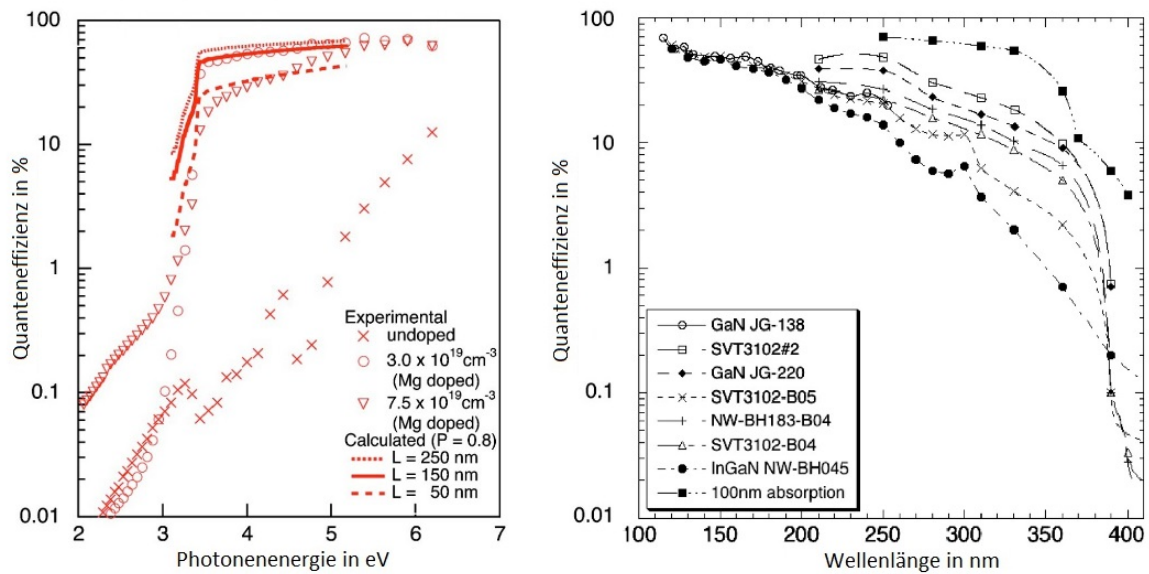 Quanteneffizienz in %
100
10
1
0.1
0.01
2 3 4 5 6 7
Photonenenergie in eV
Experimental
undoped
3.0 x 10¹⁹cm⁻³
(Mg doped)
7.5 x 10¹⁹cm⁻³
(Mg doped)
Calculated (P = 0.8)
L = 250 nm
L = 150 nm
L = 50 nm
Quanteneffizienz in %
100
10
1
0.1
0.01
100 150 200 250 300 350 400
Wellenlänge in nm
GaN JG-138
SVT3102#2
GaN JG-220
SVT3102-B05
NW-BH183-B04
SVT3102-B04
InGaN NW-BH045
100nm absorption